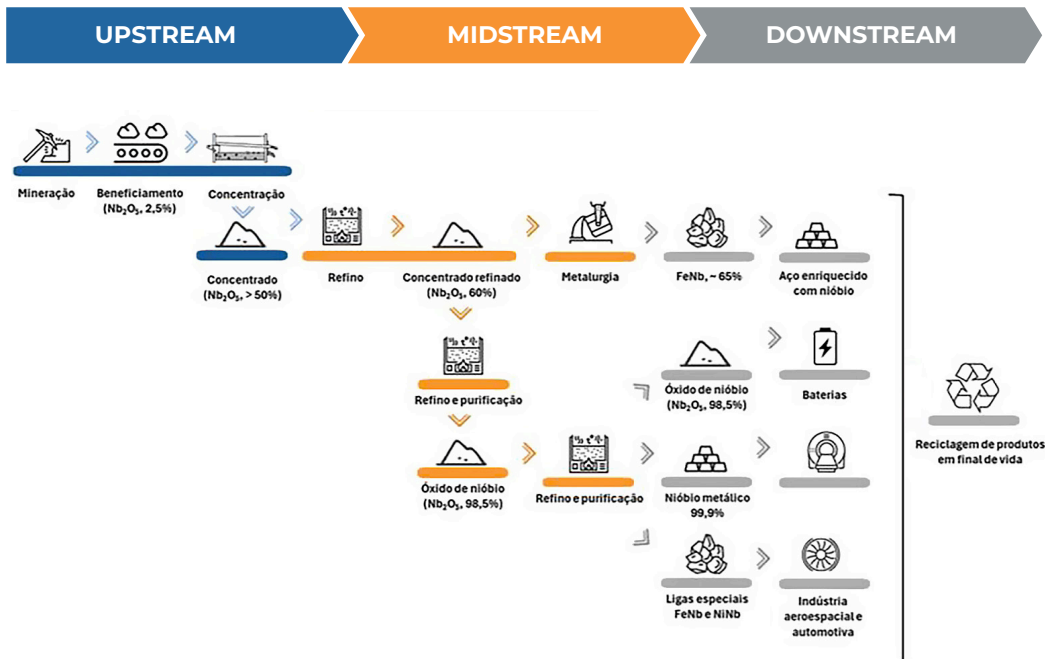 UPSTREAM
MIDSTREAM
DOWNSTREAM
Mineração
Beneficiamento
(Nb₂O₅, 2,5%)
Concentração
Concentrado
(Nb₂O₅, > 50%)
Refino
Concentrado refinado
(Nb₂O₅, 60%)
Metalurgia
FeNb, ~ 65%
Aço enriquecido
com nióbio
Refino e purificação
Óxido de nióbio
(Nb₂O₅, 98,5%)
Baterias
Reciclagem de produtos
em final de vida
Óxido de nióbio
(Nb₂O₅, 98,5%)
Refino e purificação
Nióbio metálico
99,9%
Ligas especiais
FeNb e NiNb
Indústria
aeroespacial e
automotiva